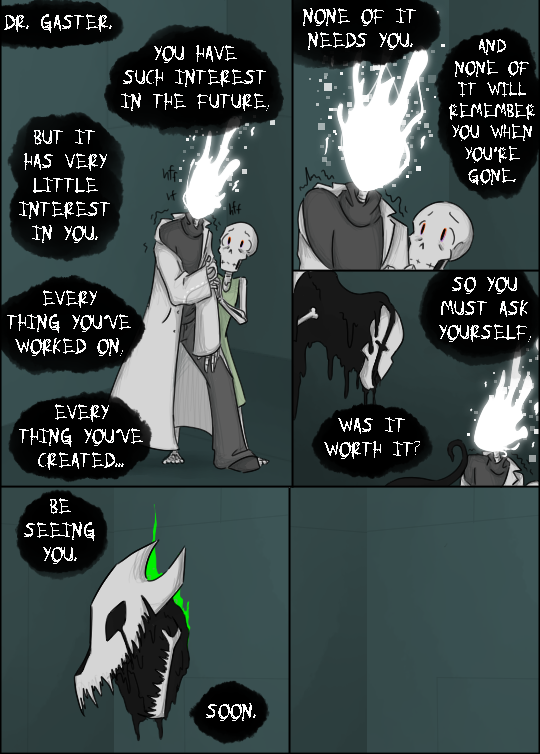 DR. GASTER,
YOU HAVE
SUCH INTEREST
IN THE FUTURE,
BUT IT
HAS VERY
LITTLE
INTEREST
IN YOU.
hff
hf
hff
EVERY
THING YOU'VE
WORKED ON,
EVERY
THING YOU'VE
CREATED...
NONE OF IT
NEEDS YOU.
AND
NONE OF
IT WILL
REMEMBER
YOU WHEN
YOU'RE
GONE.
SO YOU
MUST ASK
YOURSELF,
WAS IT
WORTH IT?
BE
SEEING
YOU.
SOON.